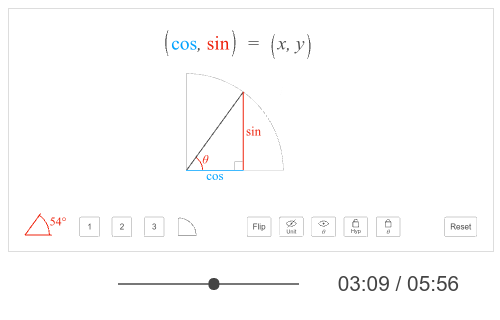 (cos, sin) = (x, y)
sin
θ
cos
54° 1 2 3 Flip Unit θ Hyp θ Reset
03:09 / 05:56